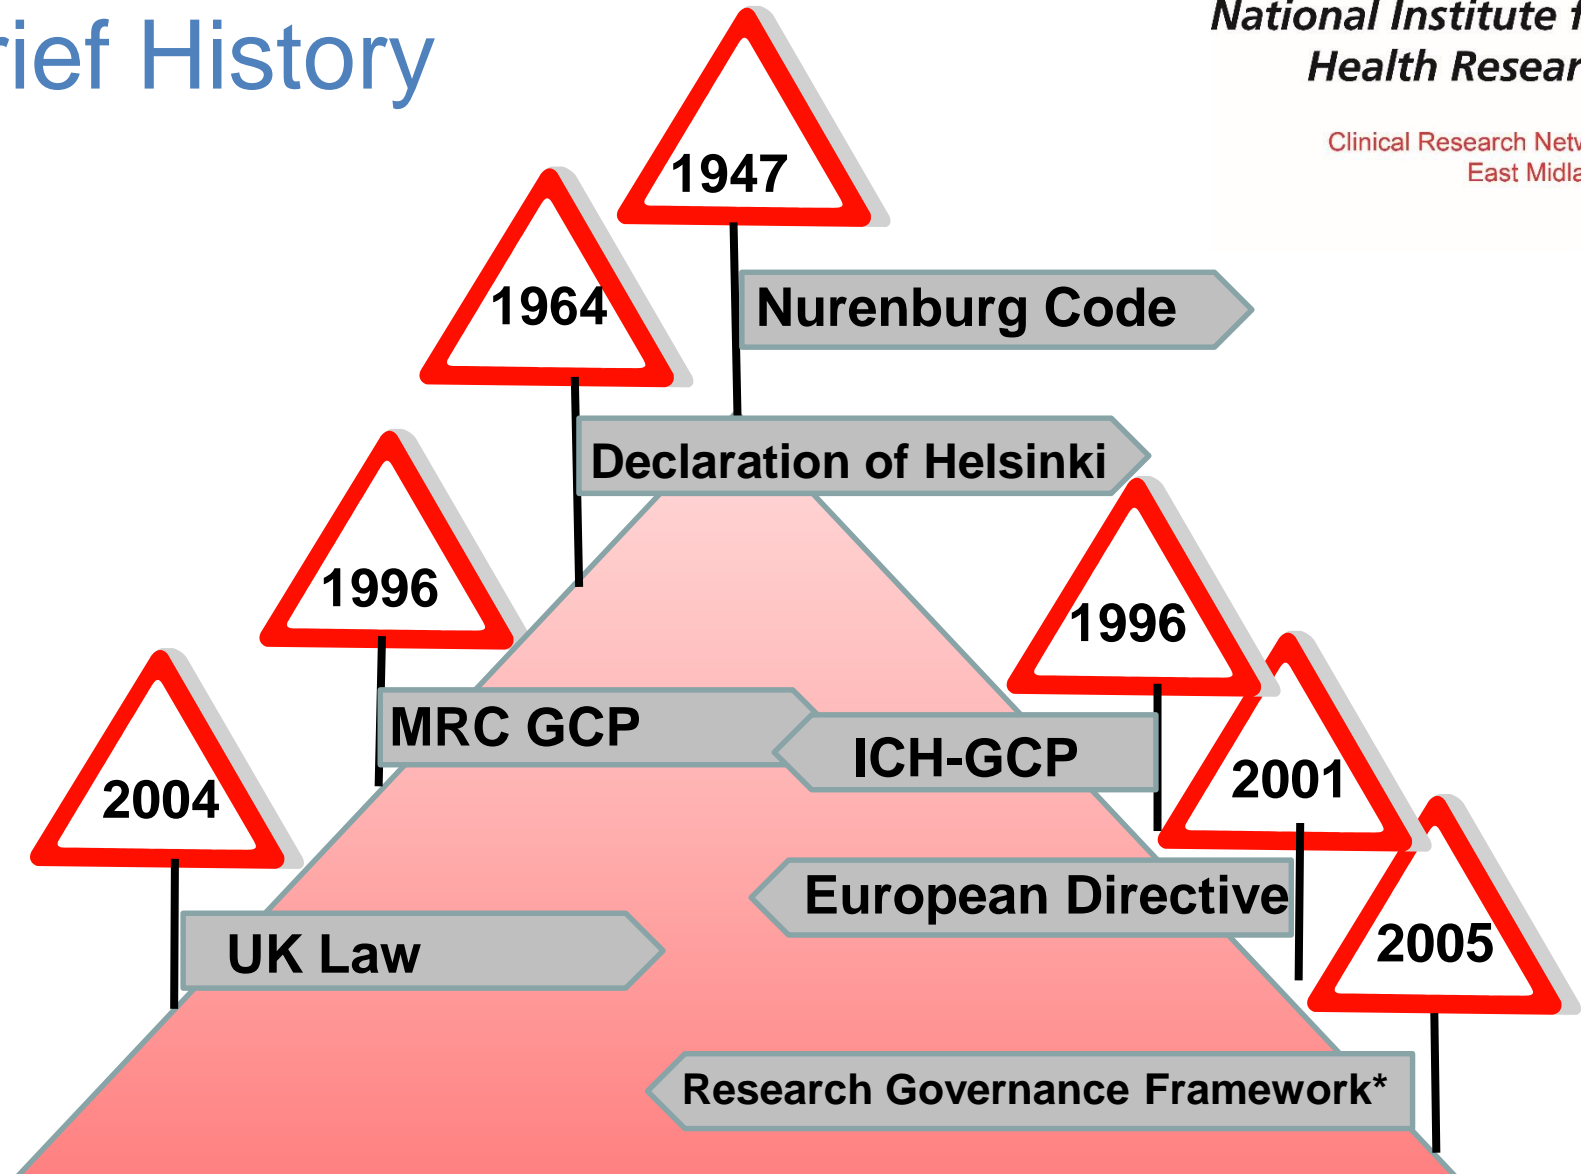 rief History
National Institute f
Health Resear
Clinical Research Netw
East Midla
1947
Nurenburg Code
1964
Declaration of Helsinki
1996
MRC GCP
1996
ICH-GCP
2001
European Directive
2004
UK Law
2005
Research Governance Framework*